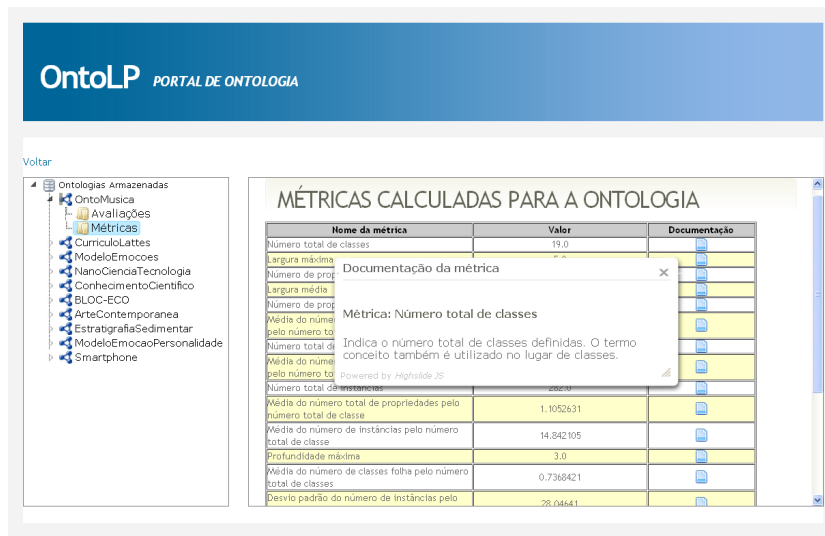 OntoLP PORTAL DE ONTOLOGIA
Voltar
Ontologias Armazenadas
OntoMusica
Avaliações
Métricas
CurriculoLattes
ModeloEmocoes
NanoCienciaTecnologia
ConhecimentoCientifico
BLOC-ECO
ArteContemporanea
EstratigrafiaSedimentar
ModeloEmocaoPersonalidade
Smartphone
MÉTRICAS CALCULADAS PARA A ONTOLOGIA
Nome da métrica Valor Documentação
Número total de classes 19.0
Largura máxima
Número de prop
Largura média
Número de prop
Média do núme
pelo número to
Número total de
Média do núme
pelo número to
Documentação da métrica
Métrica: Número total de classes
Indica o número total de classes definidas. O termo
conceito também é utilizado no lugar de classes.
Powered by Highslide JS
Número total de instâncias 282.0
Média do número total de propriedades pelo
número total de classe 1.1052631
Média do número de instâncias pelo número
total de classe 14.842105
Profundidade máxima 3.0
Média do número de classes folha pelo número
total de classes 0.7368421
Desvio padrão do número de instâncias pelo 28.04641